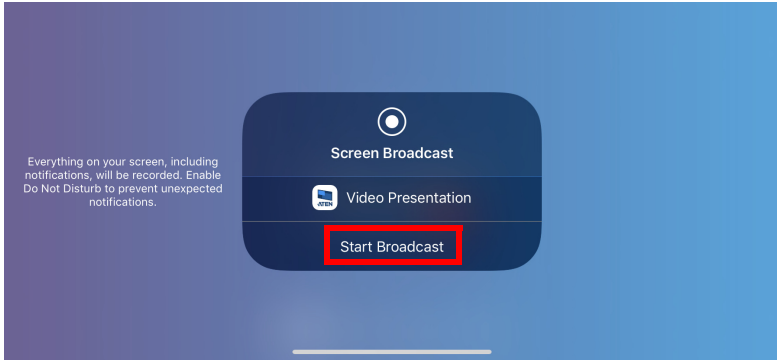 Everything on your screen, including
notifications, will be recorded. Enable
Do Not Disturb to prevent unexpected
notifications.
Screen Broadcast
ATEN
Video Presentation
Start Broadcast